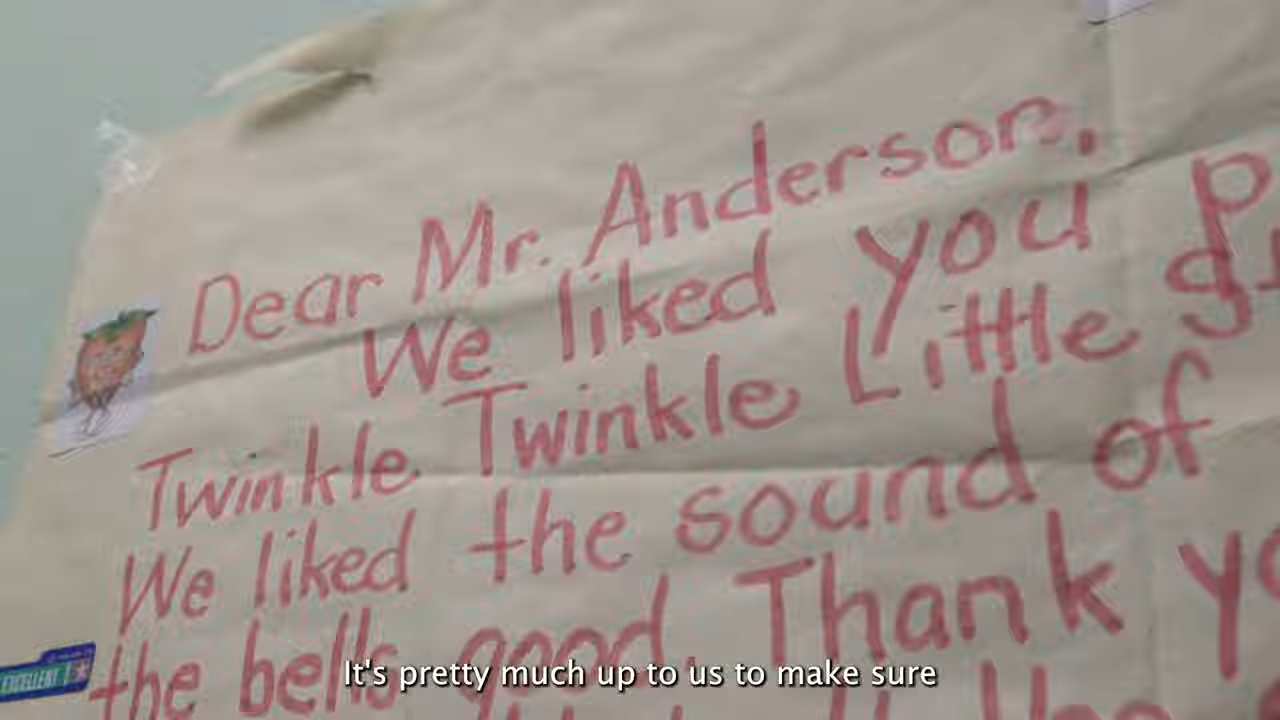 Dear Mr. Anderson,
We liked you
Twinkle Twinkle Little
We liked the sound of
the bells good. Thank
EXCELLENT
It's pretty much up to us to make sure